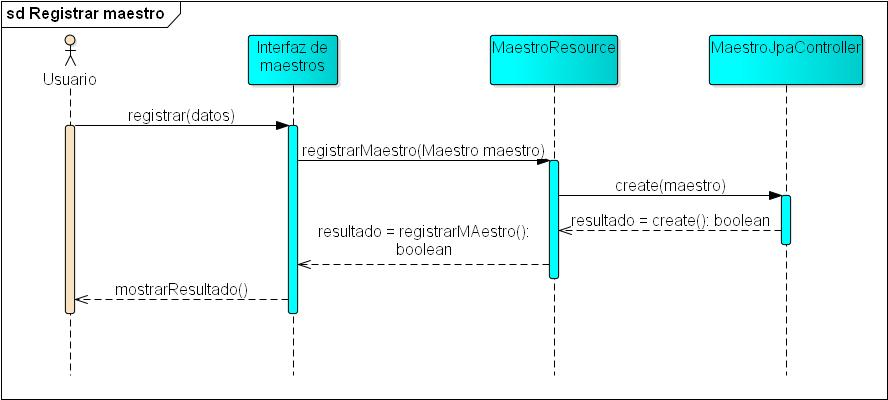 sd Registrar maestro
Usuario
Interfaz de
maestros
MaestroResource
MaestroJpaController
registrar(datos)
registrarMaestro(Maestro maestro)
create(maestro)
resultado = create(): boolean
resultado = registrarMAestro():
boolean
mostrarResultado()